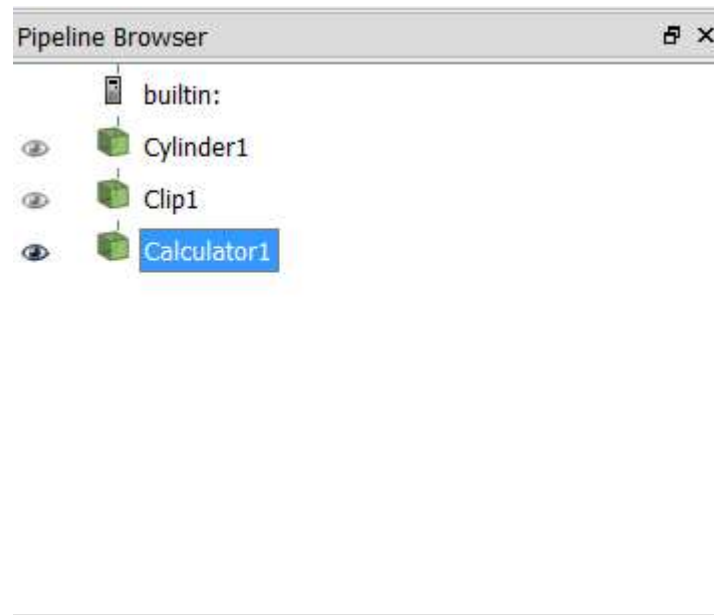 Pipeline Browser
builtin:
Cylinder1
Clip1
Calculator1